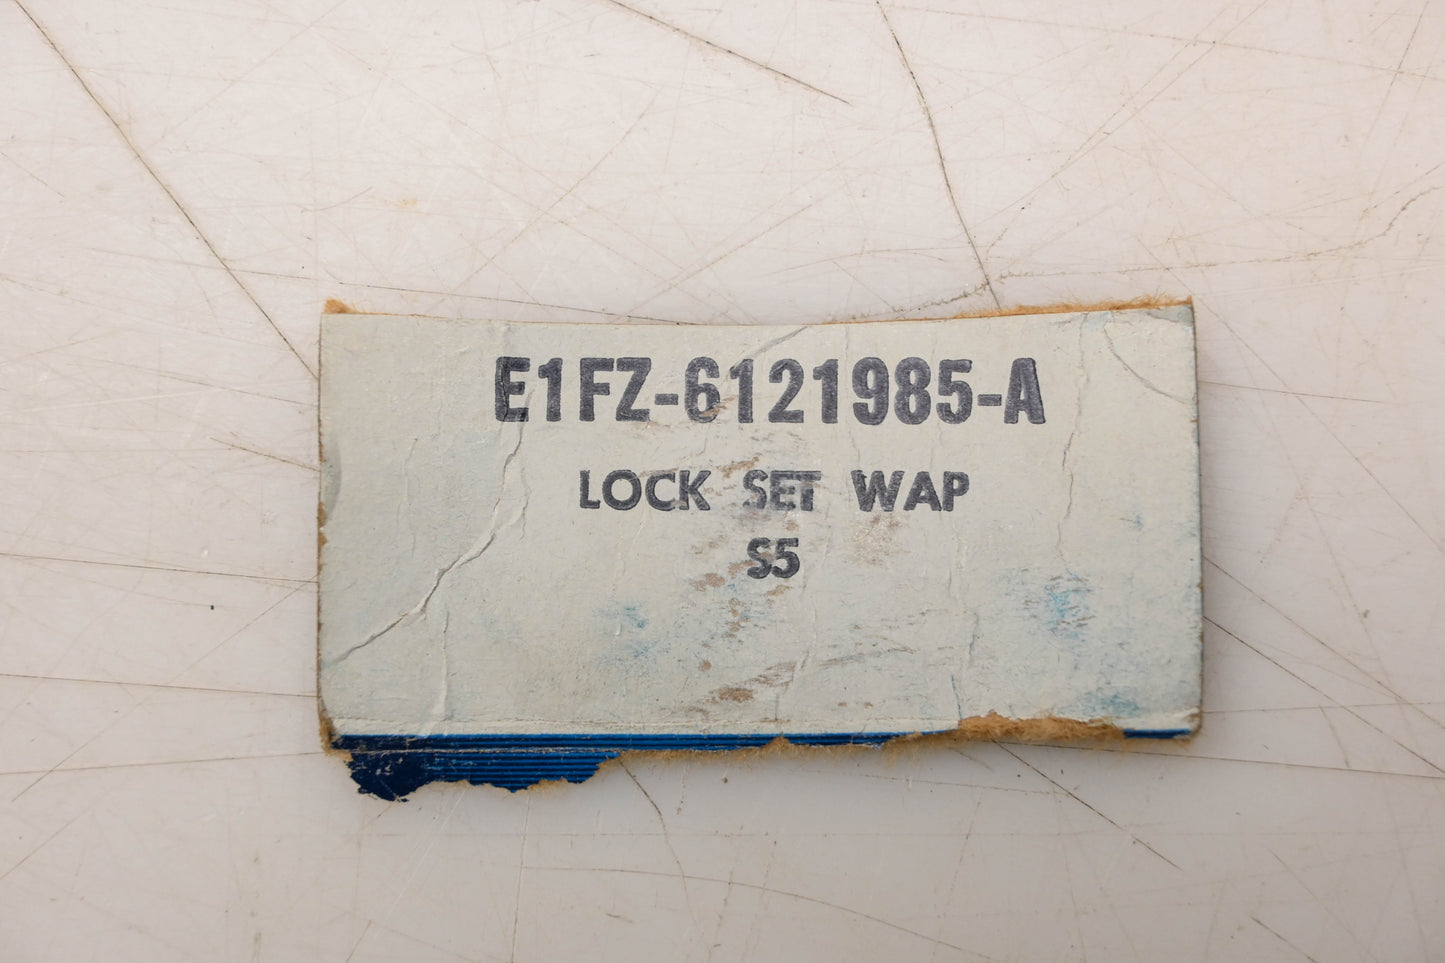 E1FZ-6121985-A
LOCK SET WAP
S5